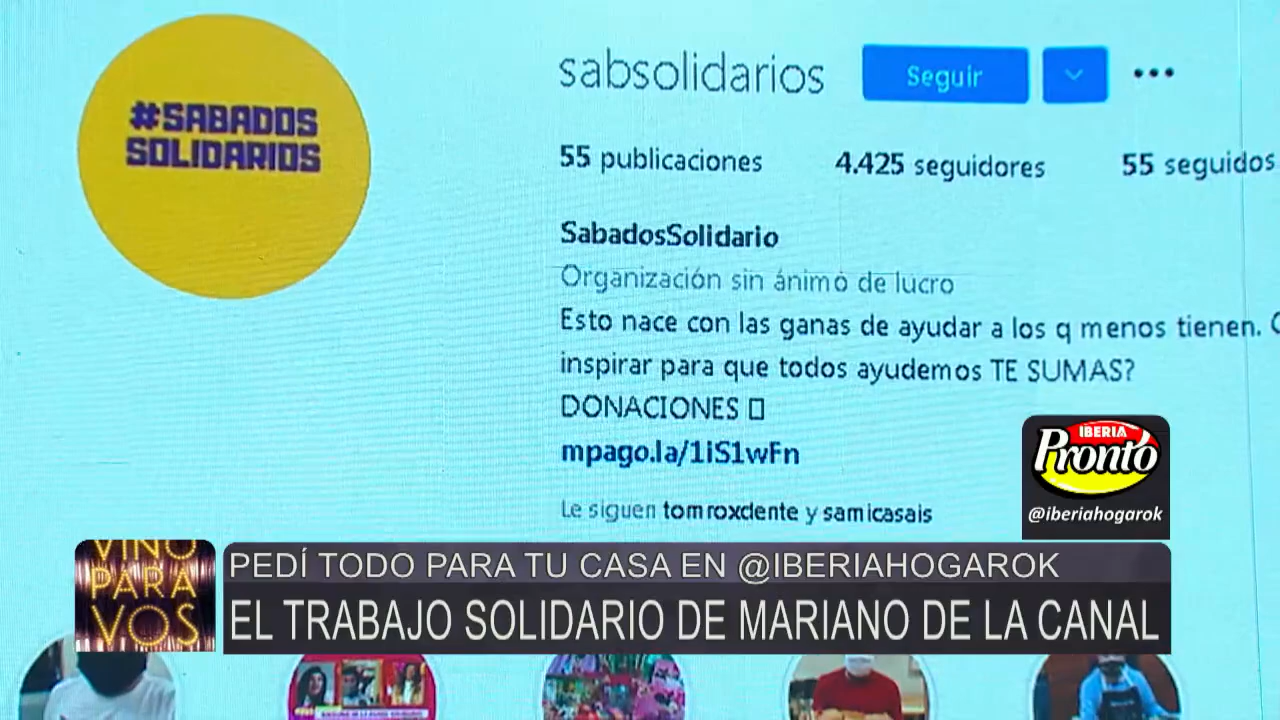 #SABADOS
SOLIDARIOS
sabsolidarios
Seguir
55 publicaciones
4.425 seguidores
55 seguidos
SabadosSolidario
Organización sin ánimo de lucro
Esto nace con las ganas de ayudar a los q menos tienen.
inspirar para que todos ayudemos TE SUMAS?
DONACIONES
mpago.la/1iS1wFn
Le siguen tomroxdente y samicasais
IBERIA
Pronto
@iberiahogarok
VINO
PARA
VOS
PEDÍ TODO PARA TU CASA EN @IBERIAHOGAROK
EL TRABAJO SOLIDARIO DE MARIANO DE LA CANAL